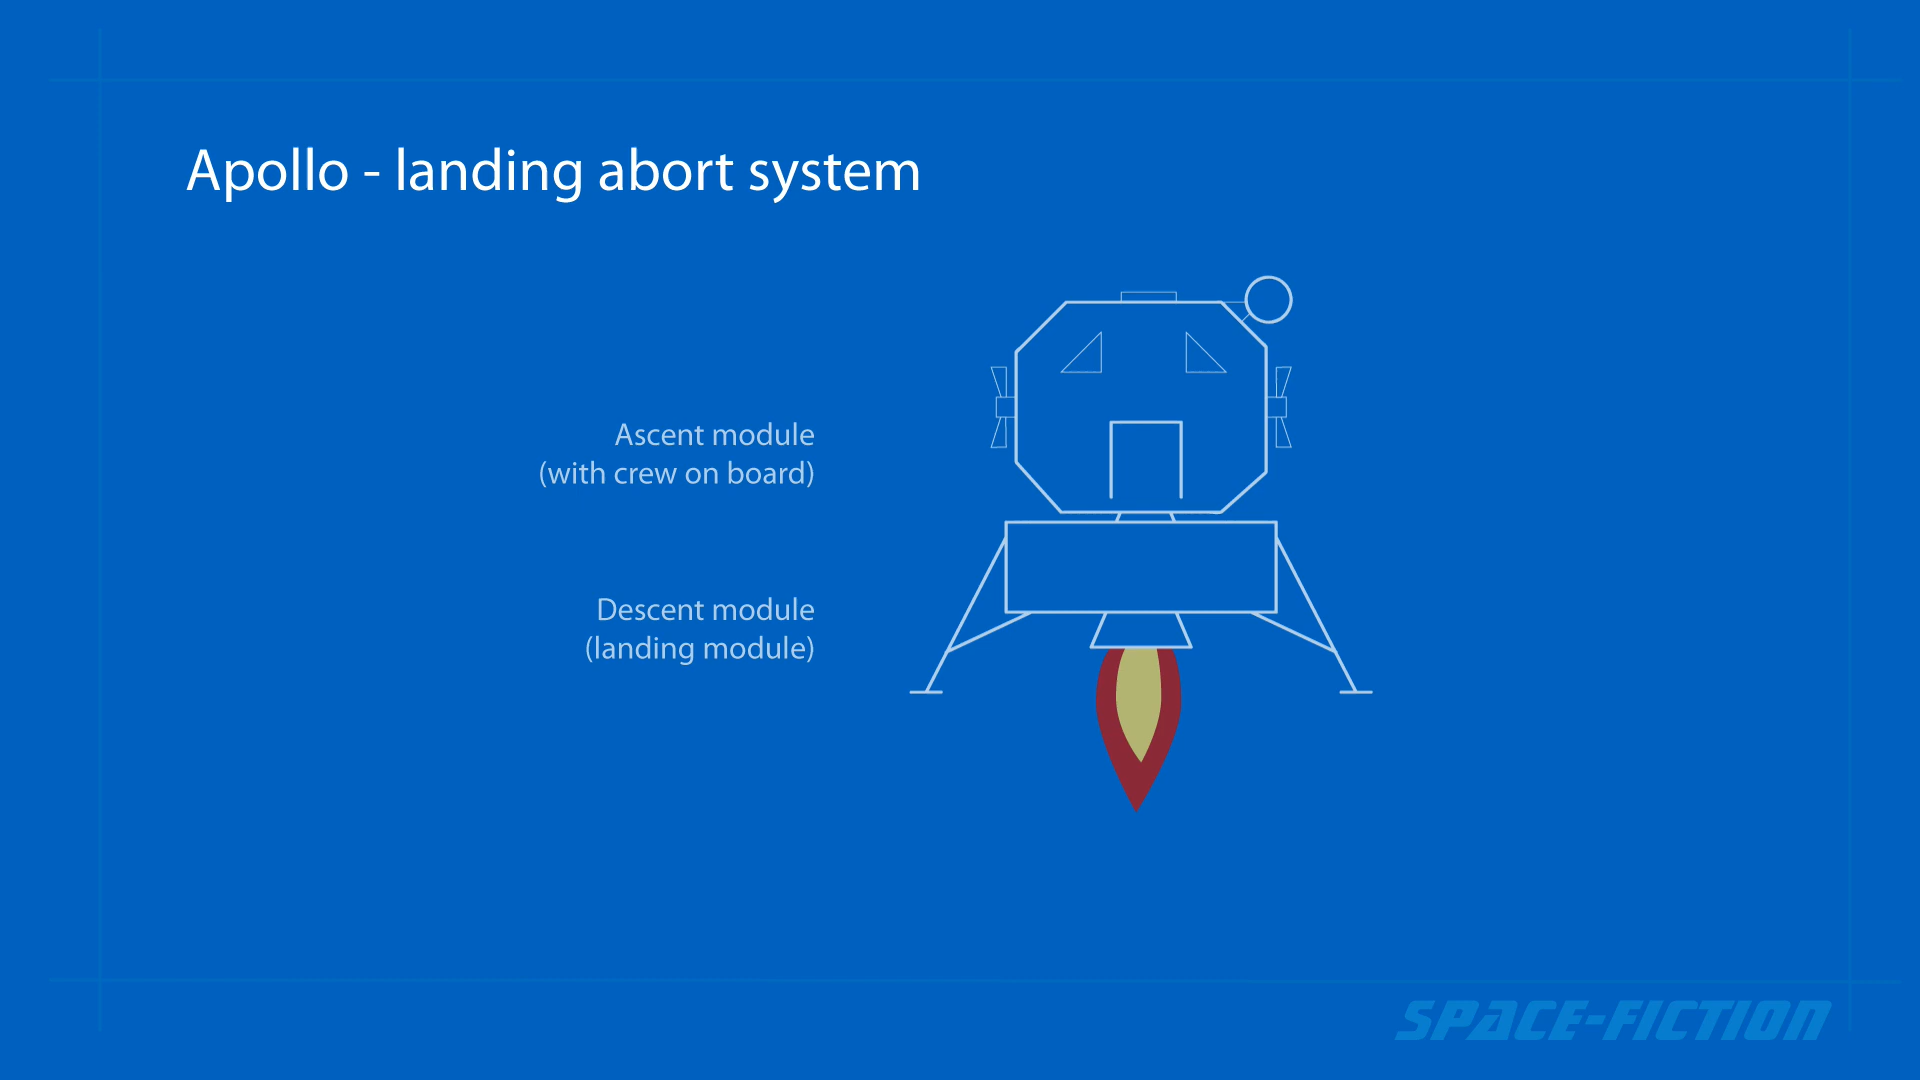 Apollo - landing abort system
Ascent module
(with crew on board)
Descent module
(landing module)
SPACE-FICTION